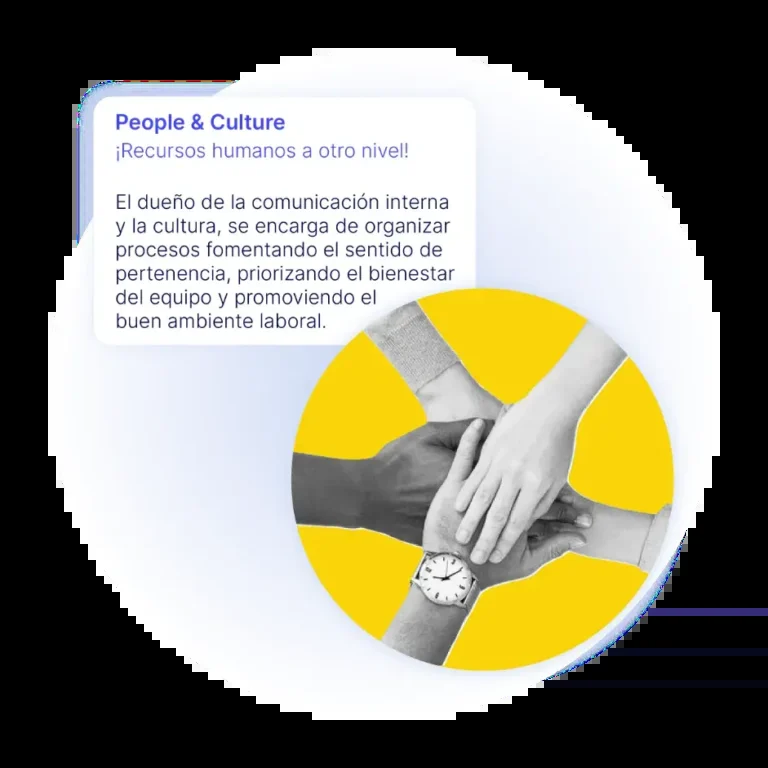 People & Culture
¡Recursos humanos a otro nivel!
El dueño de la comunicación interna
y la cultura, se encarga de organizar
procesos fomentando el sentido de
pertenencia, priorizando el bienestar
del equipo y promoviendo el
buen ambiente laboral.